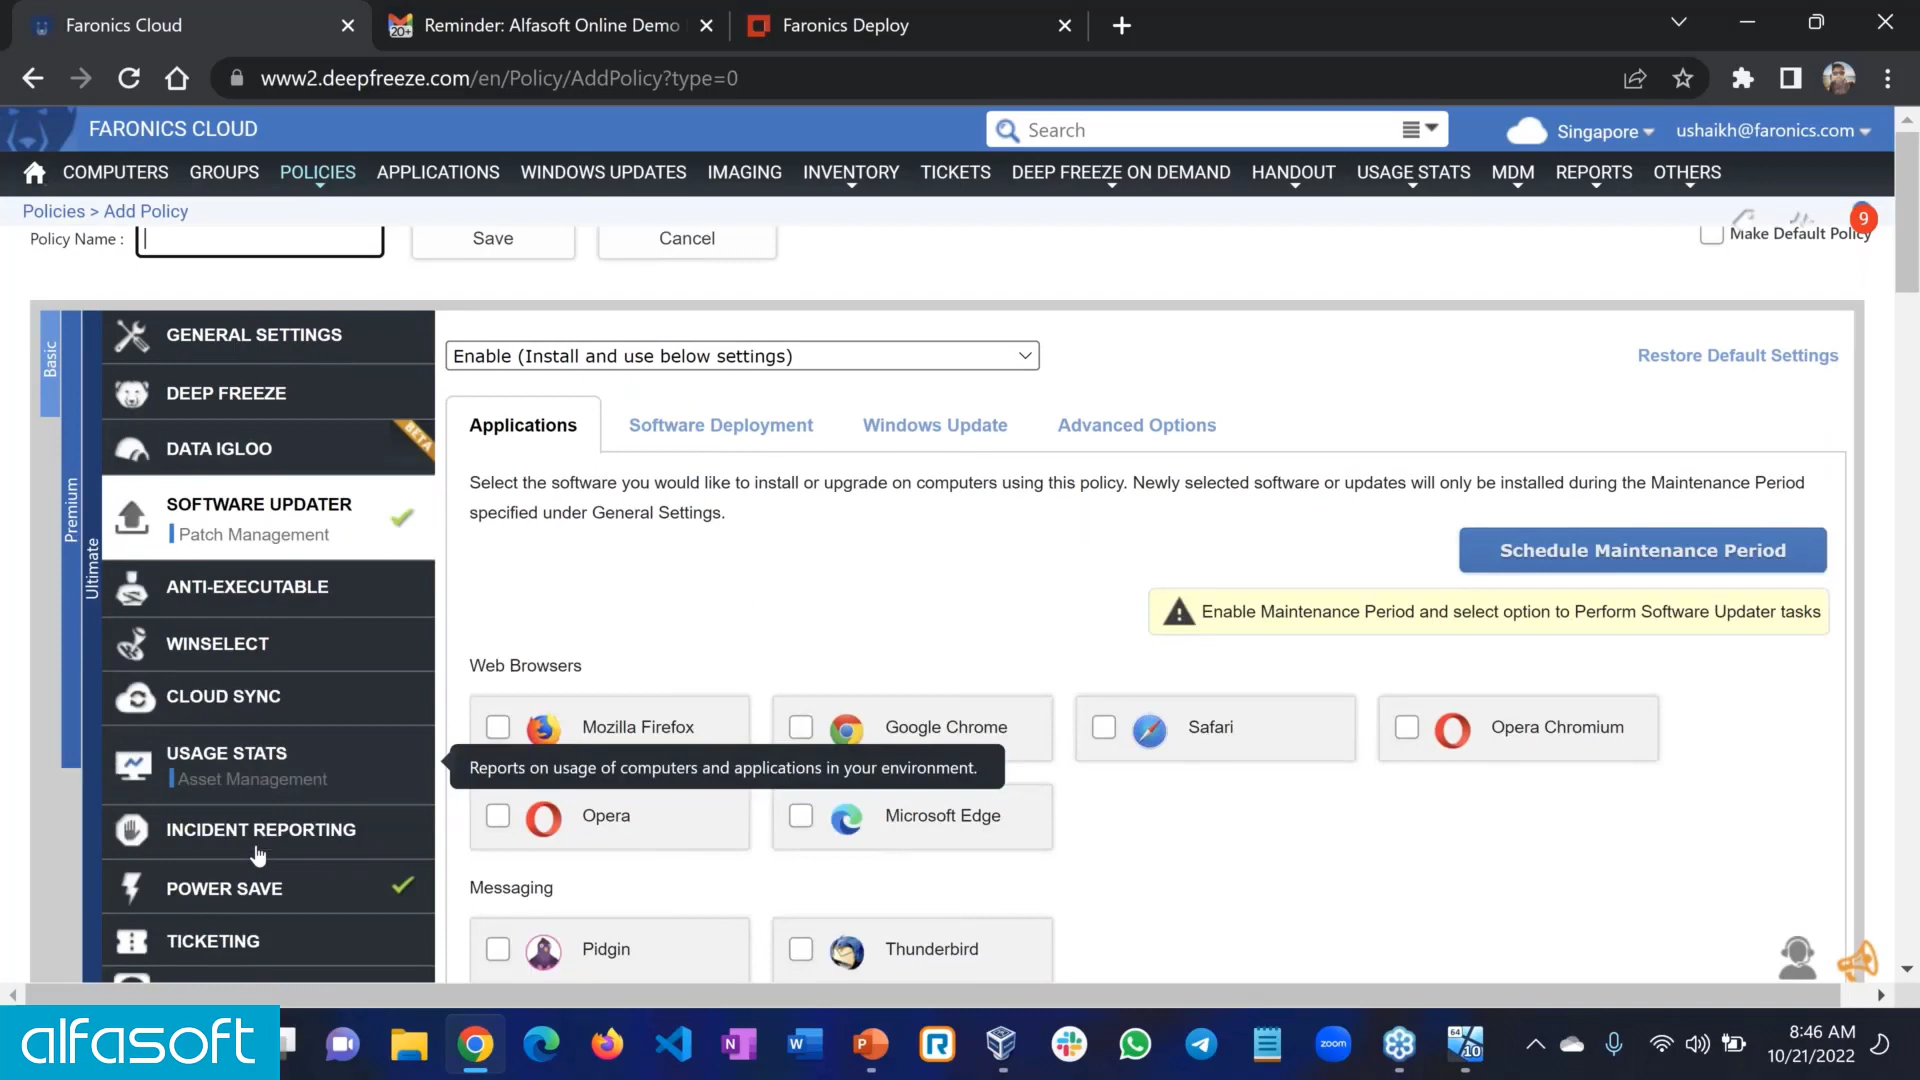 Faronics Cloud
Reminder: Alfasoft Online Demo
Faronics Deploy
www2.deepfreeze.com/en/Policy/AddPolicy?type=0
FARONICS CLOUD
Search
Singapore
ushaikh@faronics.com
COMPUTERS GROUPS POLICIES APPLICATIONS WINDOWS UPDATES IMAGING INVENTORY TICKETS DEEP FREEZE ON DEMAND HANDOUT USAGE STATS MDM REPORTS OTHERS
Policies > Add Policy
9
Policy Name :
Save
Cancel
Make Default Policy
Basic
Premium
Ultimate
GENERAL SETTINGS
DEEP FREEZE
DATA IGLOO
BETA
SOFTWARE UPDATER
Patch Management
ANTI-EXECUTABLE
WINSELECT
CLOUD SYNC
USAGE STATS
Asset Management
INCIDENT REPORTING
POWER SAVE
TICKETING
Enable (Install and use below settings)
Restore Default Settings
Applications
Software Deployment
Windows Update
Advanced Options
Select the software you would like to install or upgrade on computers using this policy. Newly selected software or updates will only be installed during the Maintenance Period
specified under General Settings.
Schedule Maintenance Period
Enable Maintenance Period and select option to Perform Software Updater tasks
Web Browsers
Mozilla Firefox
Google Chrome
Safari
Opera Chromium
Reports on usage of computers and applications in your environment.
Opera
Microsoft Edge
Messaging
Pidgin
Thunderbird
alfasoft
zoom
64
10
8:46 AM
10/21/2022